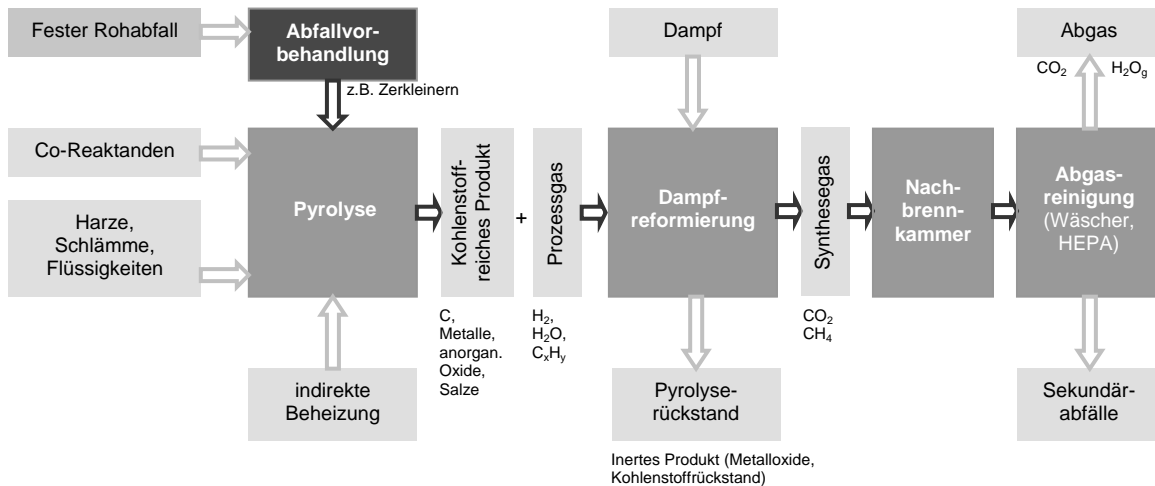 Fester Rohabfall
Abfallvor-
behandlung
z.B. Zerkleinern
Dampf
Abgas
CO2
H2Og
Co-Reaktanden
Harze,
Schlämme,
Flüssigkeiten
Pyrolyse
Kohlenstoff-
reiches Produkt
+
Prozessgas
Dampf-
reformierung
Synthesegas
Nach-
brenn-
kammer
Abgas-
reinigung
(Wäscher,
HEPA)
C,
Metalle,
anorgan.
Oxide,
Salze
H2,
H2O,
CxHy
CO2
CH4
indirekte
Beheizung
Pyrolyse-
rückstand
Sekundär-
abfälle
Inertes Produkt (Metalloxide,
Kohlenstoffrückstand)